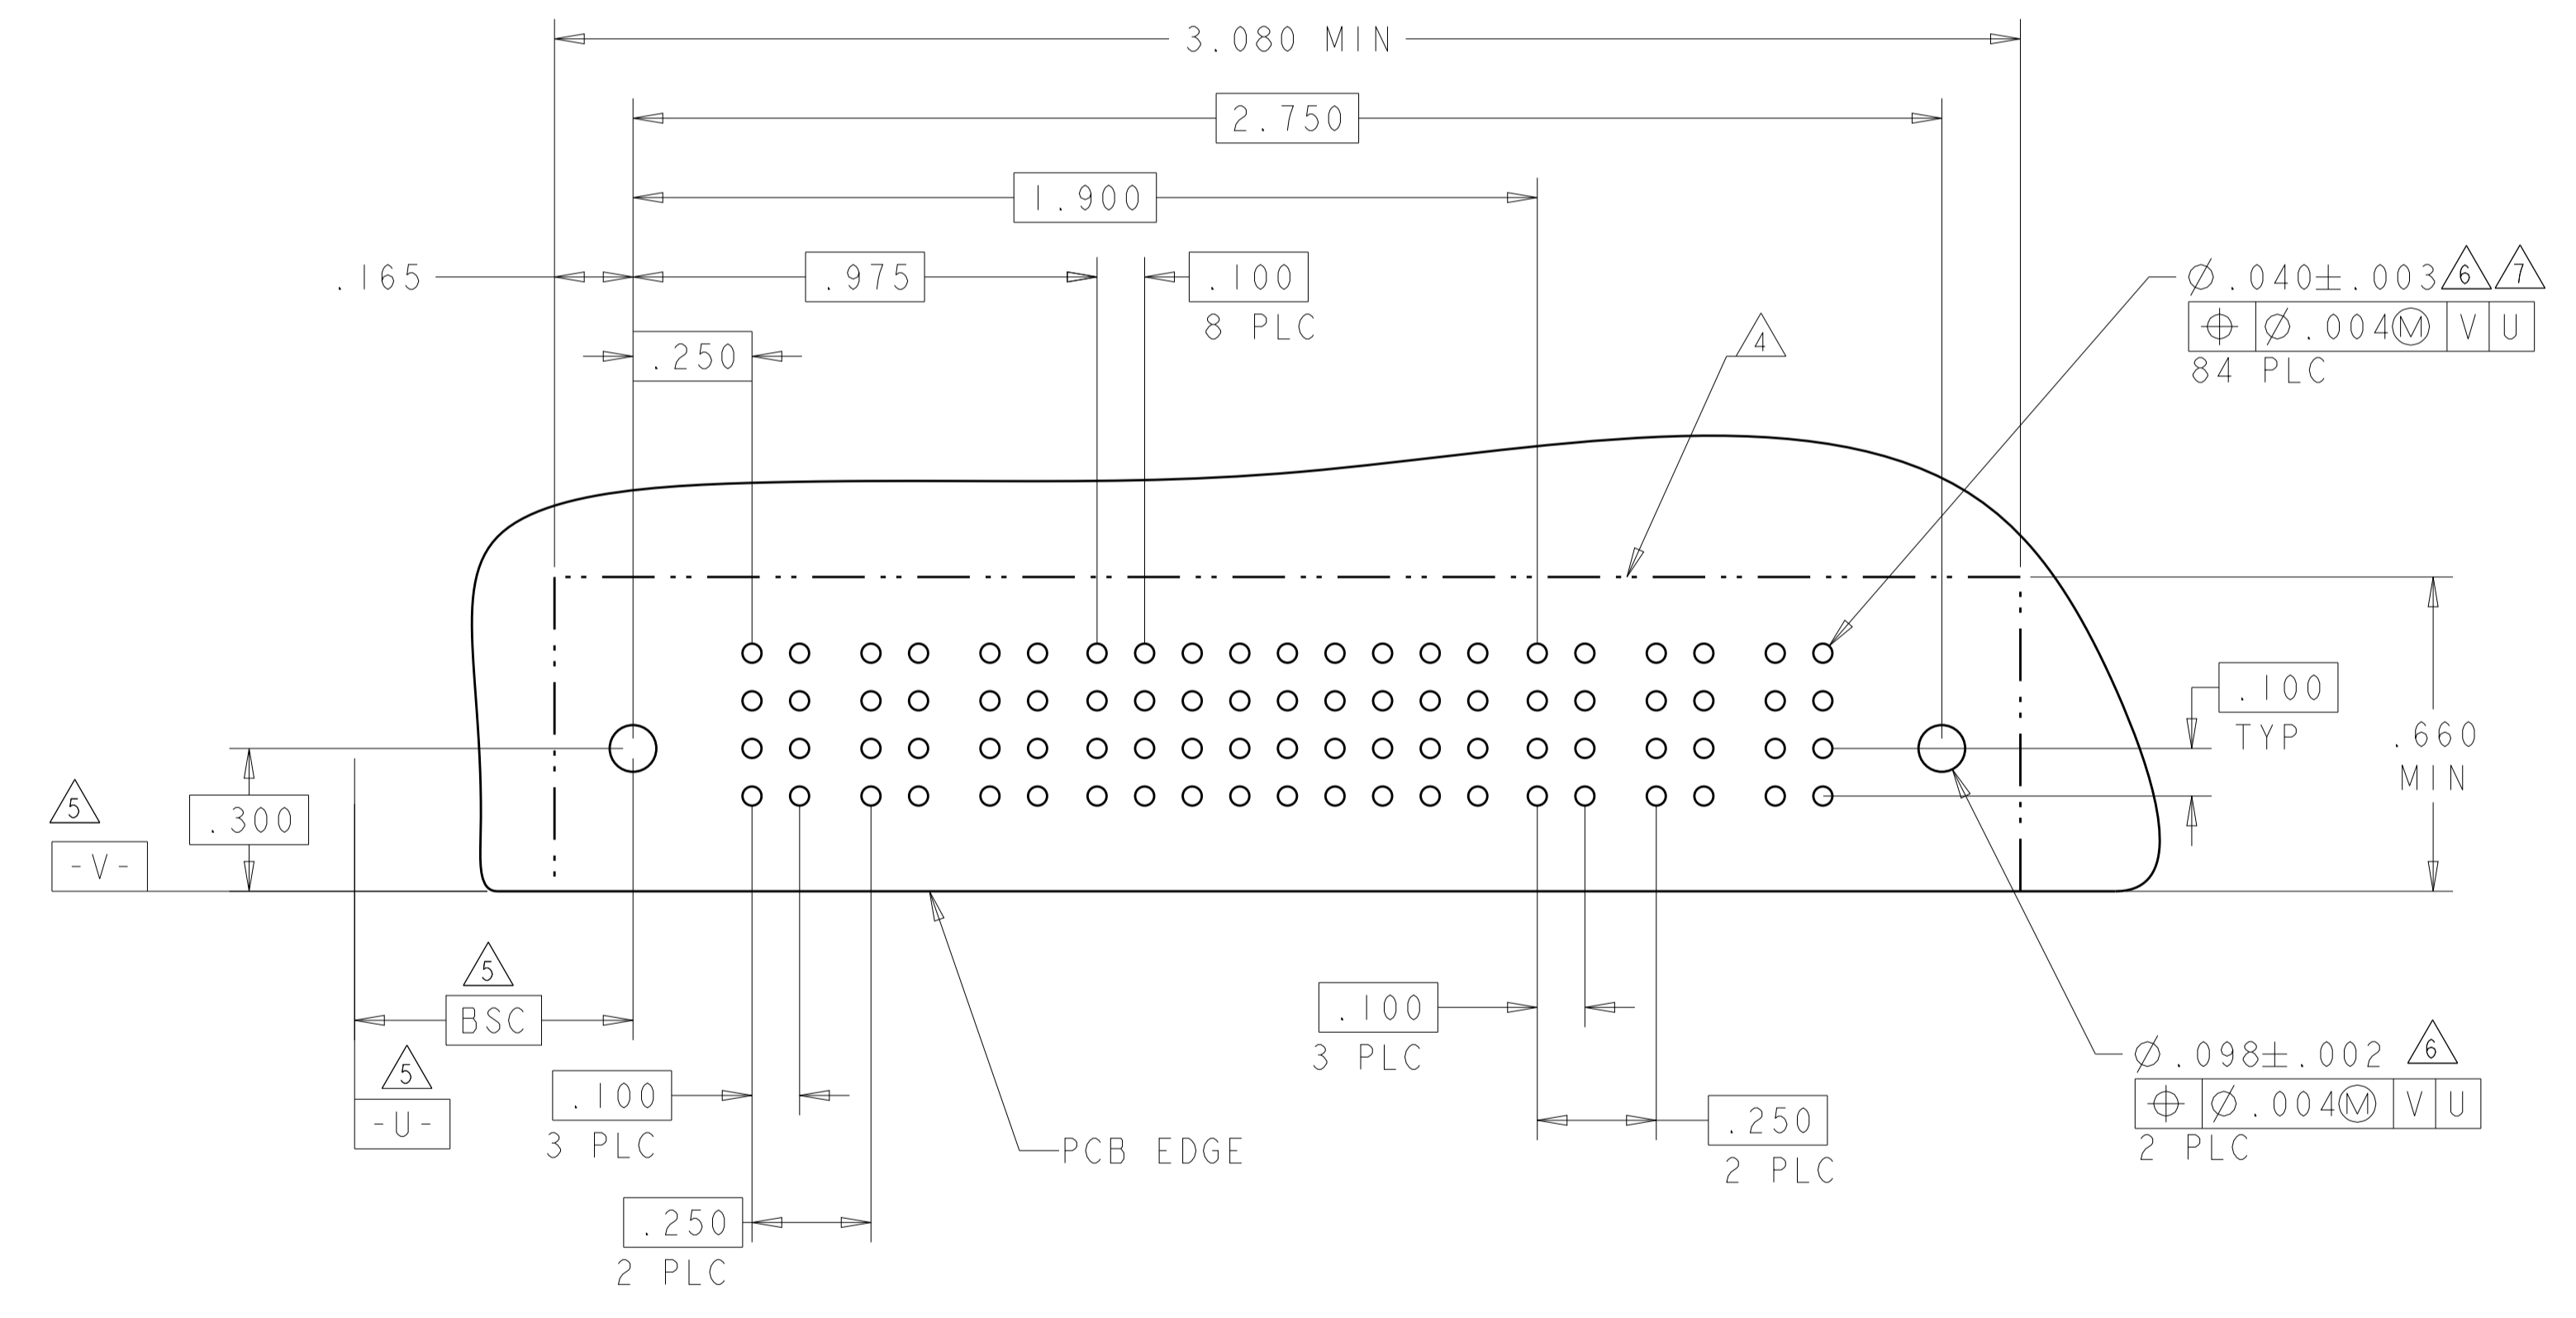 3.080 MIN
2.750
1.900
.165
.975
.100
8 PLC
.250
4
Ø.040±.003 6 7
⌖ Ø.004Ⓜ V U
84 PLC
.100
TYP
.660
MIN
5
-V-
.300
5
BSC
5
-U-
.100
3 PLC
.250
2 PLC
PCB EDGE
.100
3 PLC
.250
2 PLC
Ø.098±.002 6
⌖ Ø.004Ⓜ V U
2 PLC